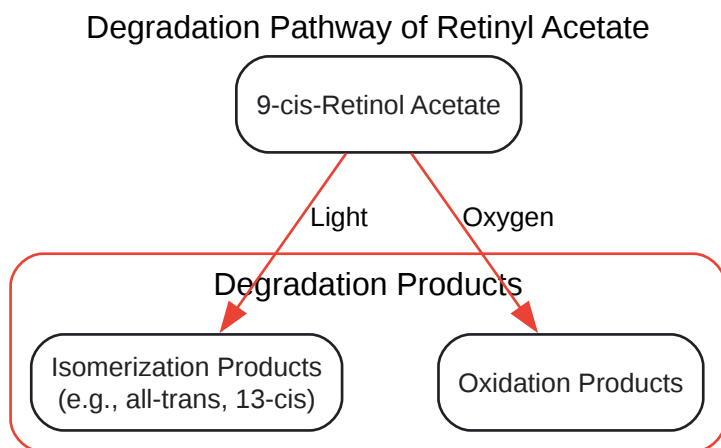 Degradation Pathway of Retinyl Acetate
9-cis-Retinol Acetate
Light
Oxygen
Degradation Products
Isomerization Products
(e.g., all-trans, 13-cis)
Oxidation Products